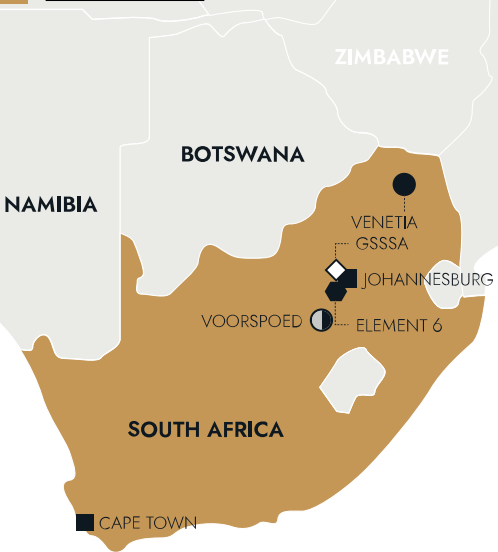 ZIMBABWE
BOTSWANA
NAMIBIA
VENETIA
GSSSA
JOHANNESBURG
VOORSPOED
ELEMENT 6
SOUTH AFRICA
CAPE TOWN